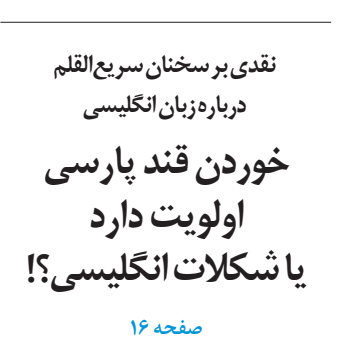 نقدی بر سخنان سریع‌القلم
درباره زبان انگلیسی
خوردن قند پارسی
اولویت دارد
یا شکلات انگلیسی؟!
صفحه ۱۶